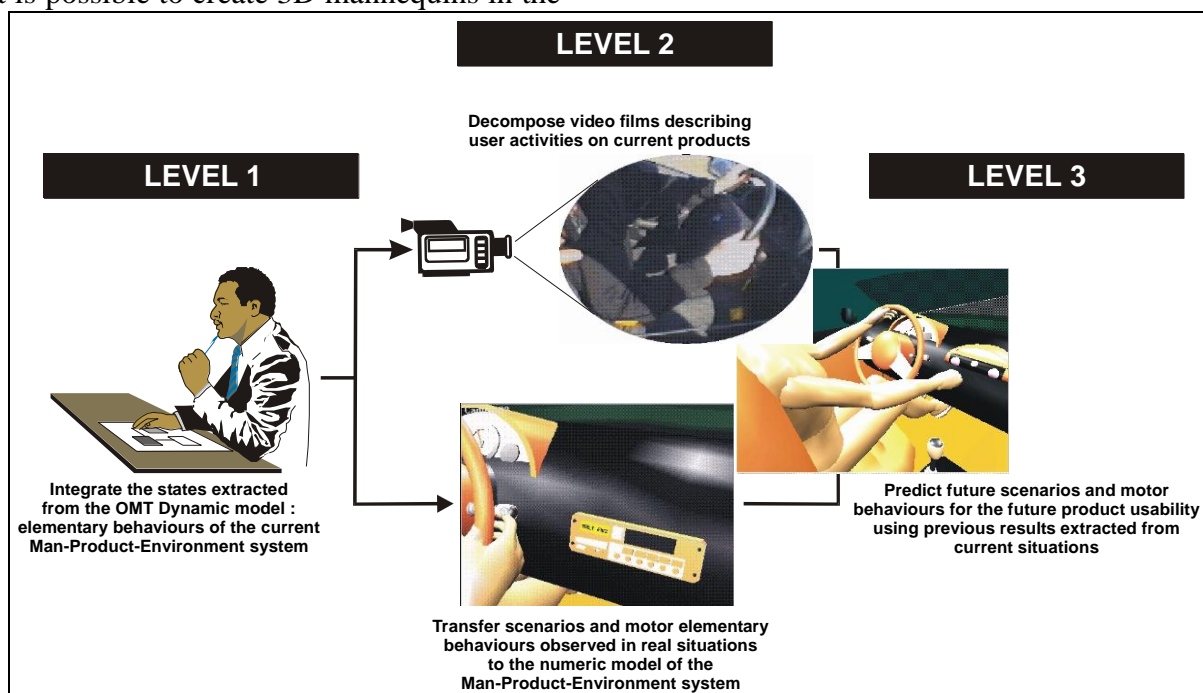 t is possible to create 3D mannequins in the
LEVEL 2
Decompose video films describing
user activities on current products
LEVEL 1
LEVEL 3
Integrate the states extracted
from the OMT Dynamic model :
elementary behaviours of the current
Man-Product-Environment system
Predict future scenarios and motor
behaviours for the future product usability
using previous results extracted from
current situations
Transfer scenarios and motor elementary
behaviours observed in real situations
to the numeric model of the
Man-Product-Environment system